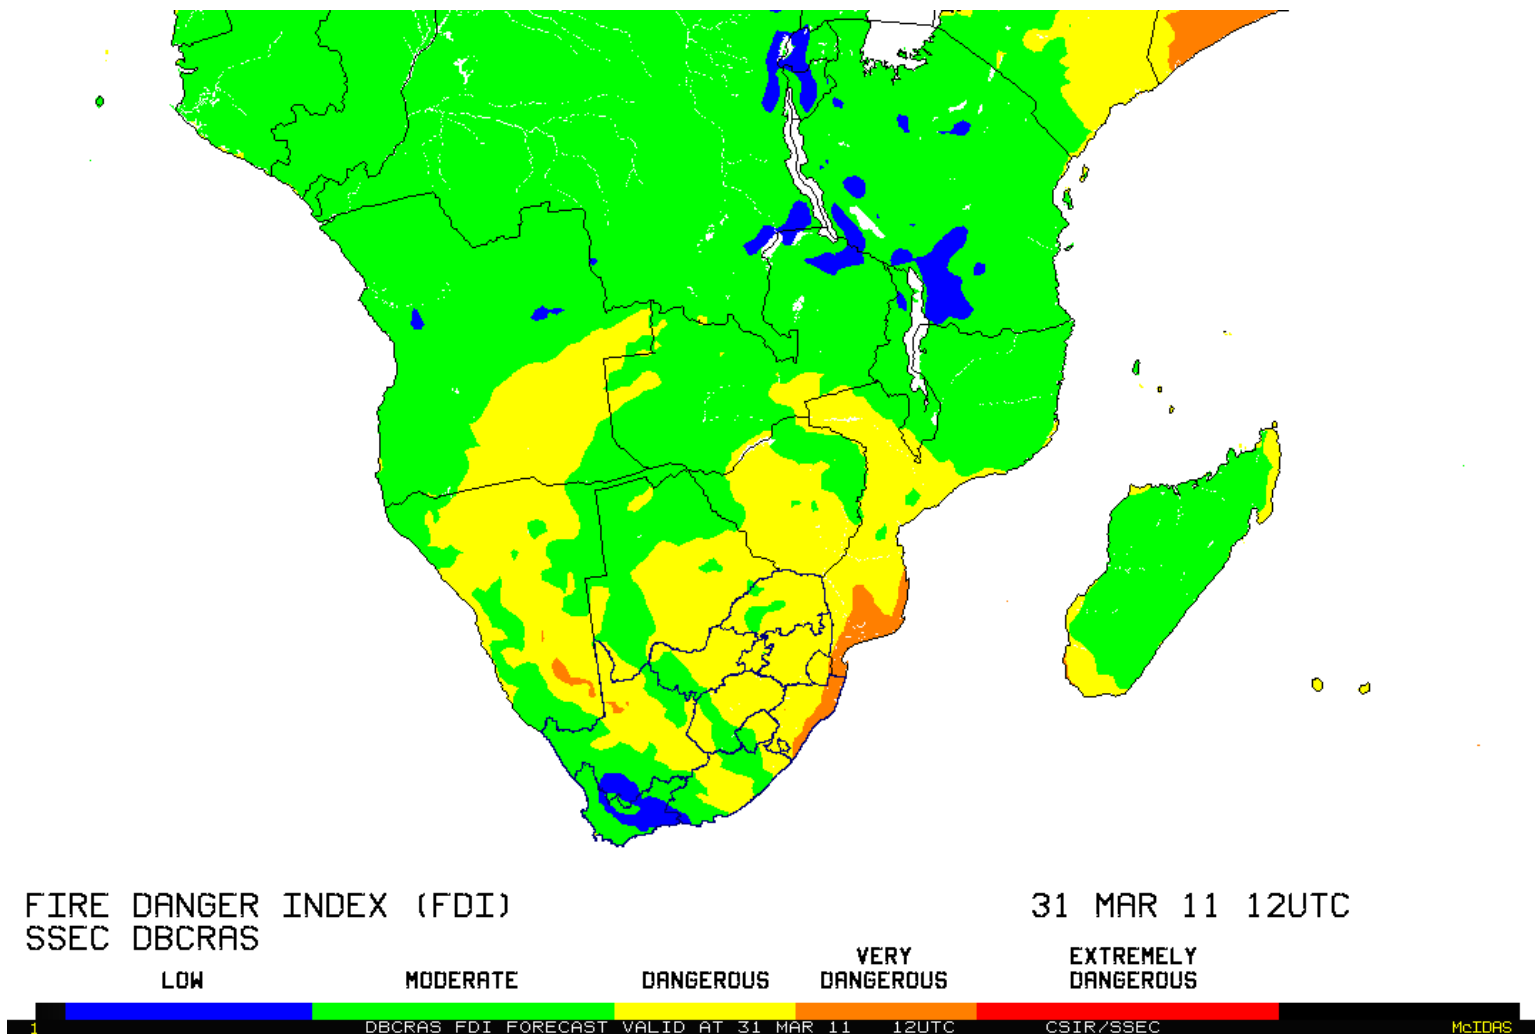 FIRE DANGER INDEX (FDI) 31 MAR 11 12UTC
SSEC DBCRAS
LOW MODERATE DANGEROUS VERY DANGEROUS EXTREMELY DANGEROUS
1 DBCRAS FDI FORECAST VALID AT 31 MAR 11 12UTC CSIR/SSEC McIDAS